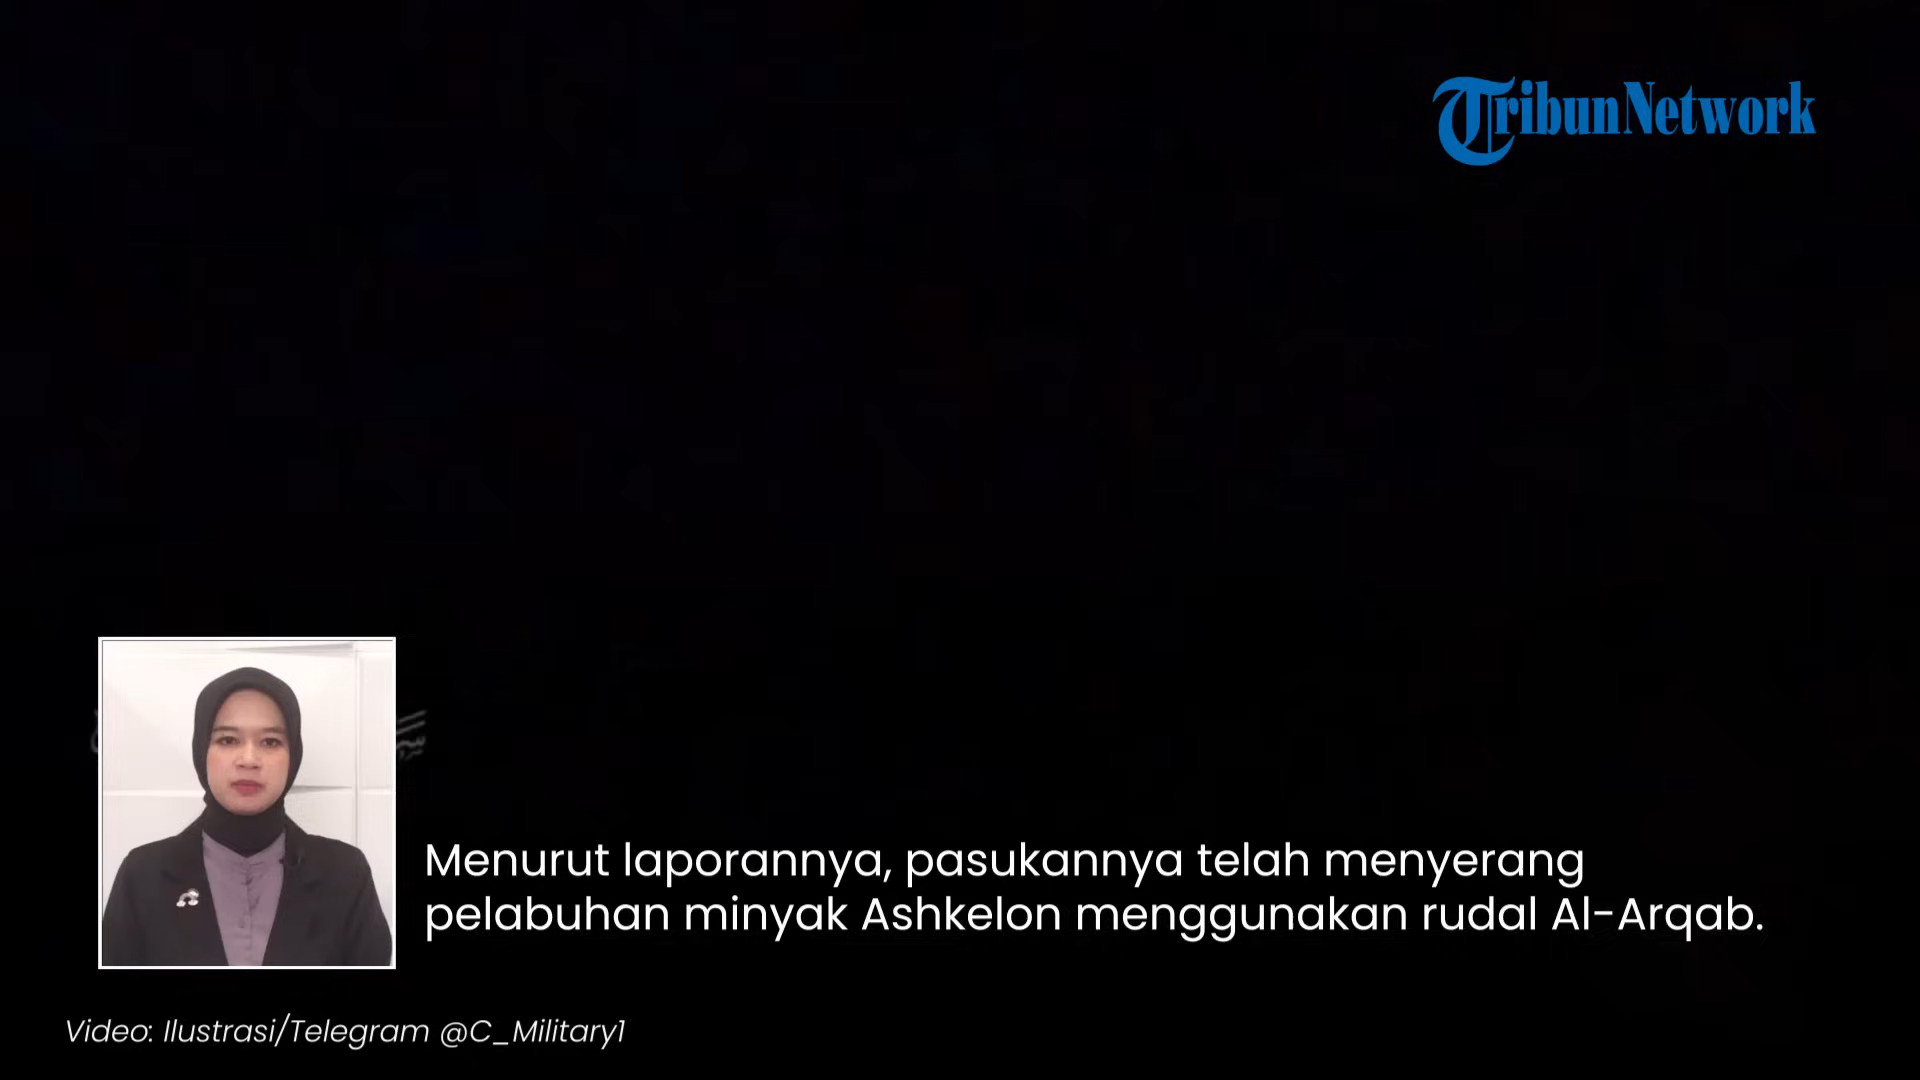 TribunNetwork
Menurut laporannya, pasukannya telah menyerang
pelabuhan minyak Ashkelon menggunakan rudal Al-Arqab.
Video: Ilustrasi/Telegram @C_Military1